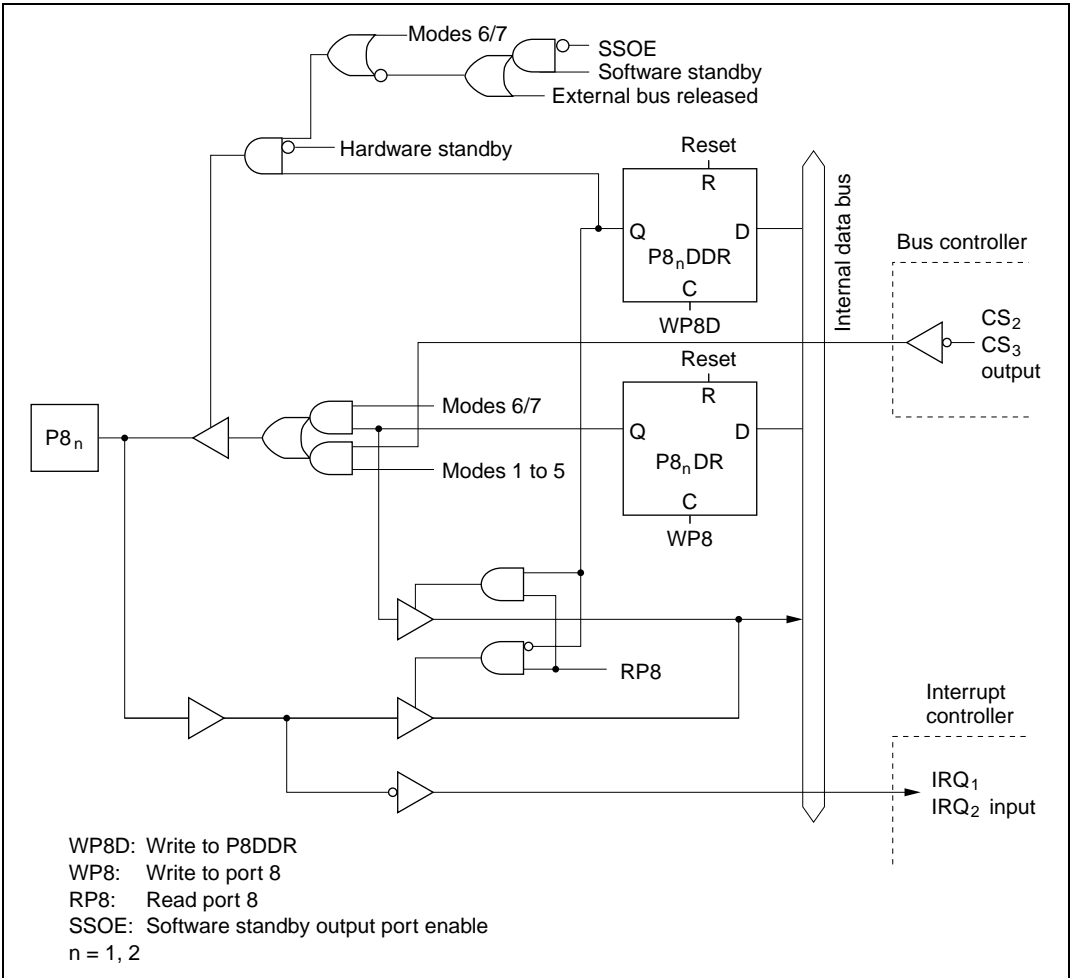 Modes 6/7
SSOE
Software standby
External bus released
Hardware standby
Reset
R
Q D
P8nDDR
C
WP8D
Internal data bus
Bus controller
CS2
CS3
output
Reset
R
Modes 6/7
Q D
P8n
P8nDR
Modes 1 to 5
C
WP8
RP8
Interrupt
controller
IRQ1
IRQ2 input
WP8D: Write to P8DDR
WP8: Write to port 8
RP8: Read port 8
SSOE: Software standby output port enable
n = 1, 2